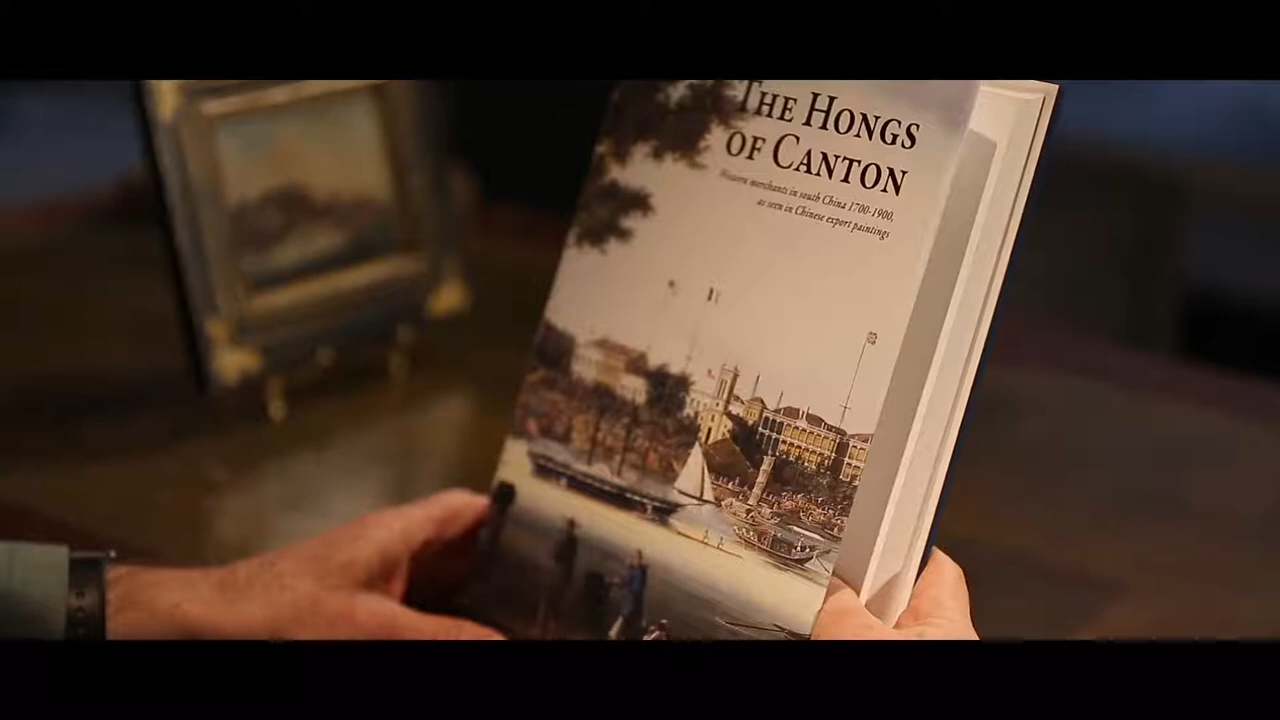 THE HONGS
OF CANTON
Western merchants in south China 1700-1900,
as seen in Chinese export paintings